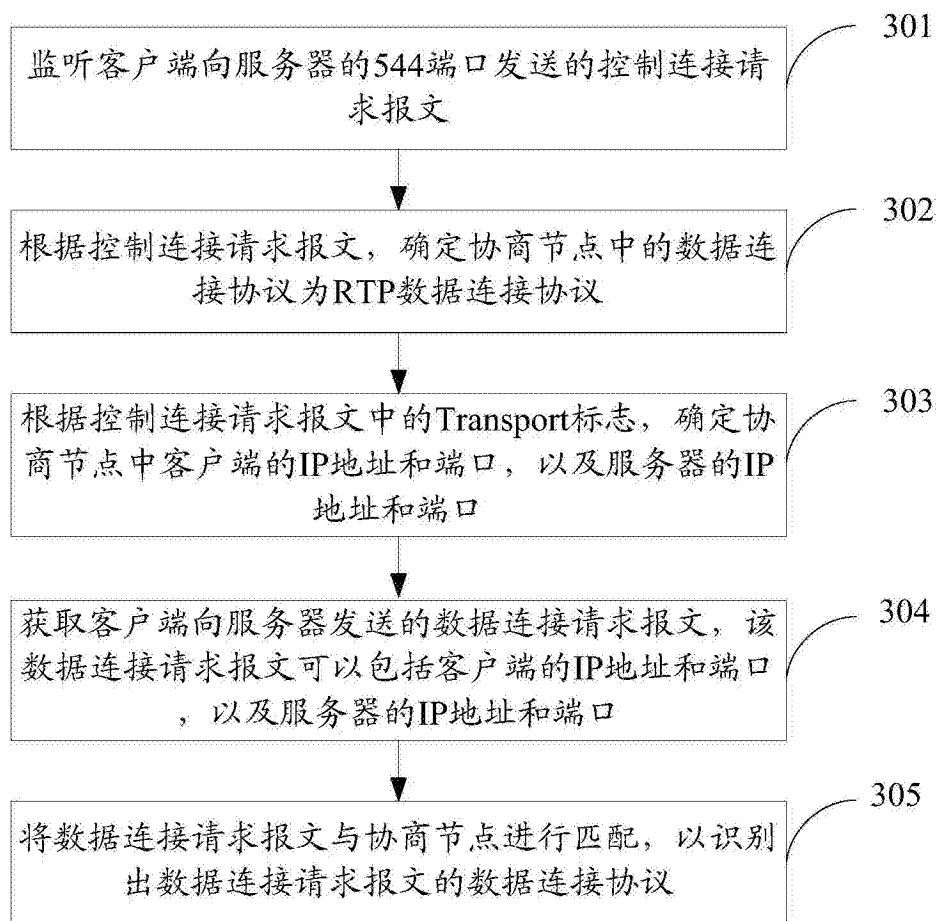 301
监听客户端向服务器的544端口发送的控制连接请
求报文
302
根据控制连接请求报文，确定协商节点中的数据连
接协议为RTP数据连接协议
303
根据控制连接请求报文中的Transport标志，确定协
商节点中客户端的IP地址和端口，以及服务器的IP
地址和端口
304
获取客户端向服务器发送的数据连接请求报文，该
数据连接请求报文可以包括客户端的IP地址和端口
，以及服务器的IP地址和端口
305
将数据连接请求报文与协商节点进行匹配，以识别
出数据连接请求报文的数据连接协议